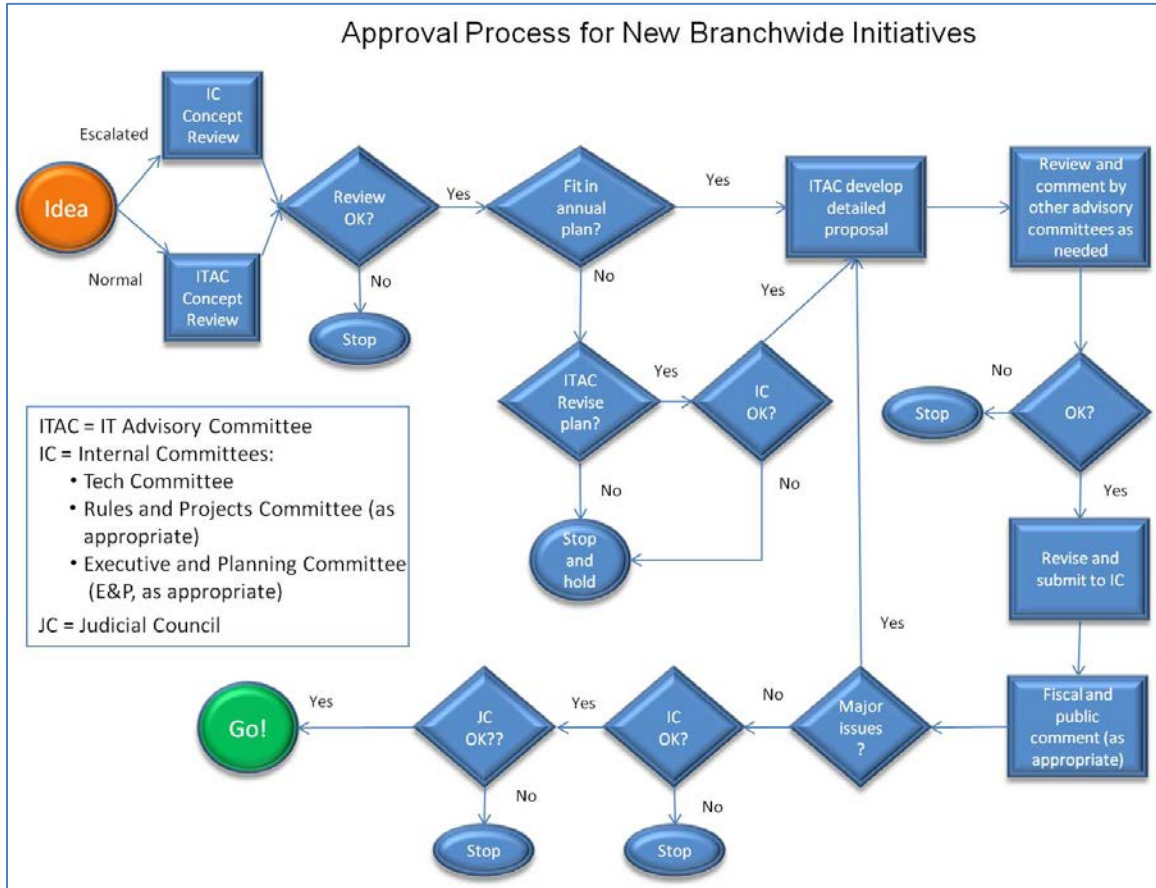 Approval Process for New Branchwide Initiatives
IC
Concept
Review
Escalated
Idea
Normal
ITAC
Concept
Review
Review
OK?
Yes
No
Stop
Fit in
annual
plan?
Yes
No
ITAC develop
detailed
proposal
Review and
comment by
other advisory
committees as
needed
ITAC
Revise
plan?
Yes
No
IC
OK?
Yes
No
Stop
and
hold
OK?
No
Stop
Yes
Revise and
submit to IC
Fiscal and
public
comment (as
appropriate)
Major
issues
?
Yes
No
IC
OK?
Yes
No
Stop
JC
OK??
Yes
No
Stop
Go!
ITAC = IT Advisory Committee
IC = Internal Committees:
• Tech Committee
• Rules and Projects Committee (as
appropriate)
• Executive and Planning Committee
(E&P, as appropriate)
JC = Judicial Council